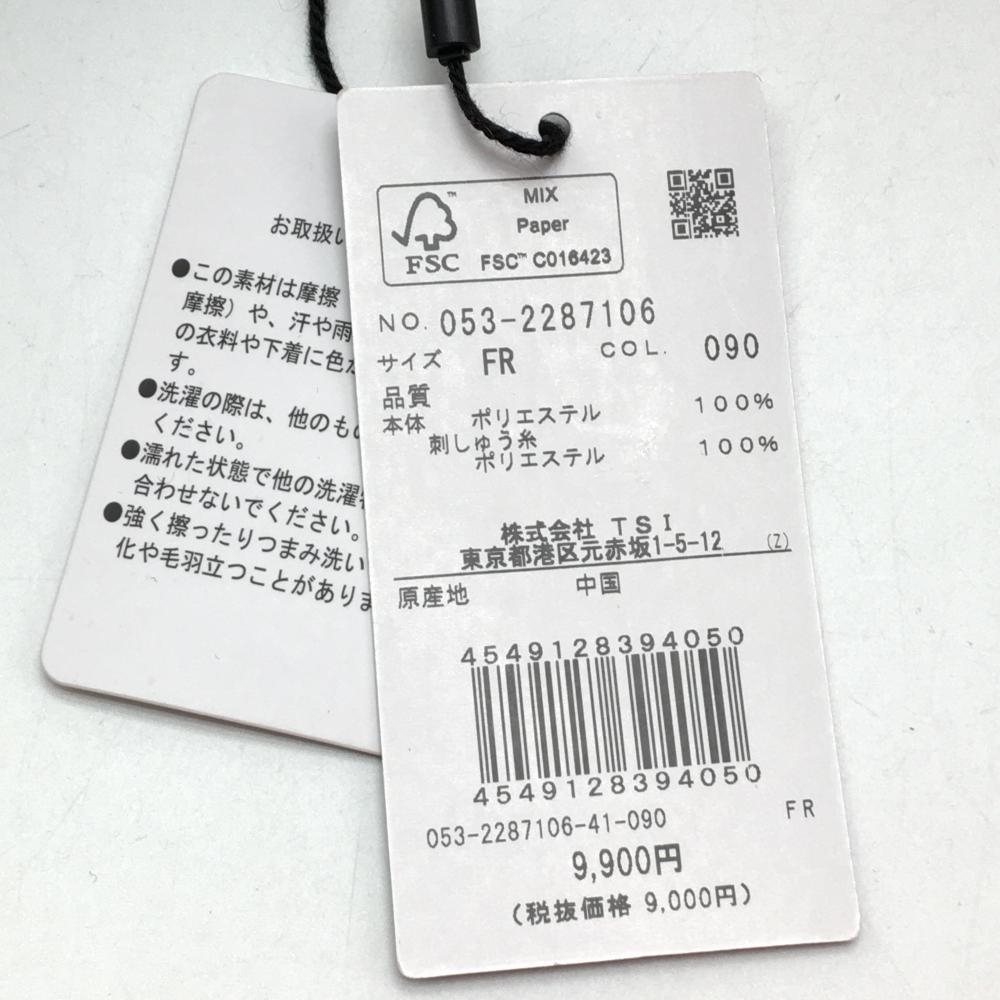 お取扱い
●この素材は摩擦
摩擦）や、汗や雨
の衣料や下着に色
す。
●洗濯の際は、他のもの
ください。
●濡れた状態で他の洗濯
合わせないでください。
●強く擦ったりつまみ洗い
化や毛羽立つことがありま
MIX
Paper
FSC™ C016423
FSC
™
NO. 053-2287106
サイズ FR COL. 090
品質
本体 ポリエステル 100%
刺しゅう糸
ポリエステル 100%
株式会社 TSI
東京都港区元赤坂1-5-12 (Z)
原産地 中国
4549128394050
4549128394050
053-2287106-41-090 FR
9,900円
(税抜価格 9,000円)